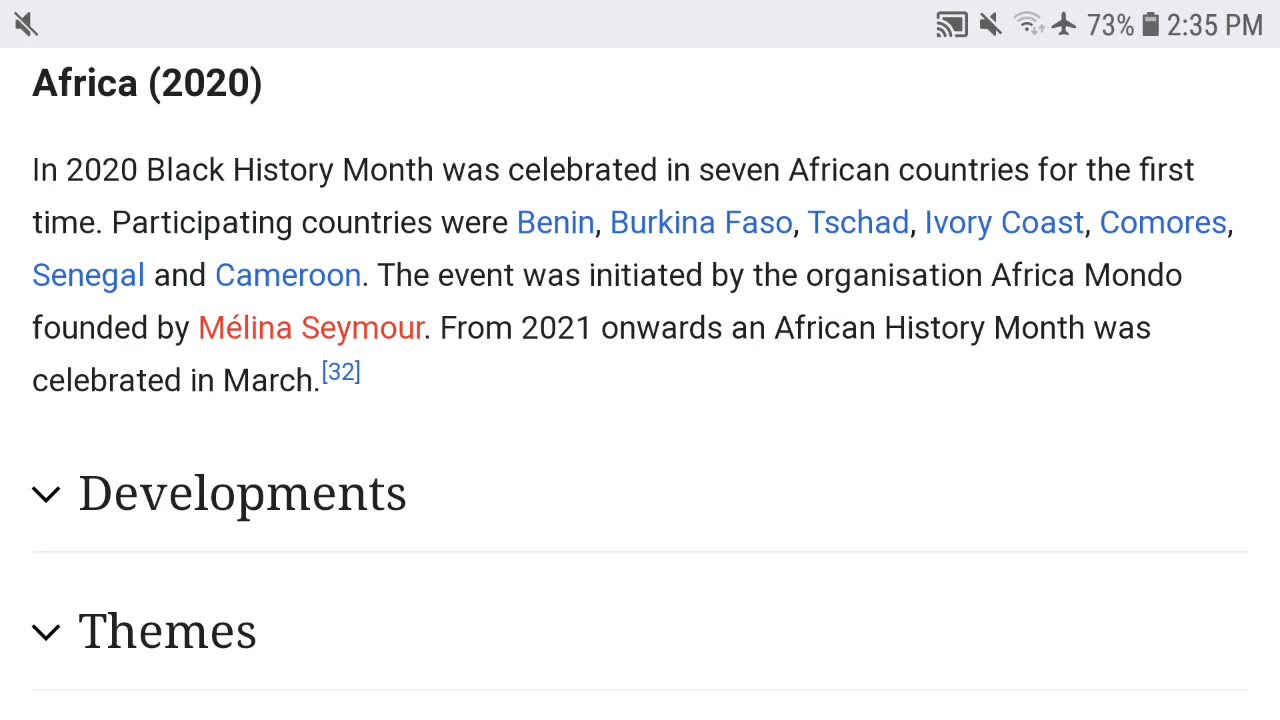 73% 2:35 PM
Africa (2020)
In 2020 Black History Month was celebrated in seven African countries for the first
time. Participating countries were Benin, Burkina Faso, Tschad, Ivory Coast, Comores,
Senegal and Cameroon. The event was initiated by the organisation Africa Mondo
founded by Mélina Seymour. From 2021 onwards an African History Month was
celebrated in March.[32]
Developments
Themes